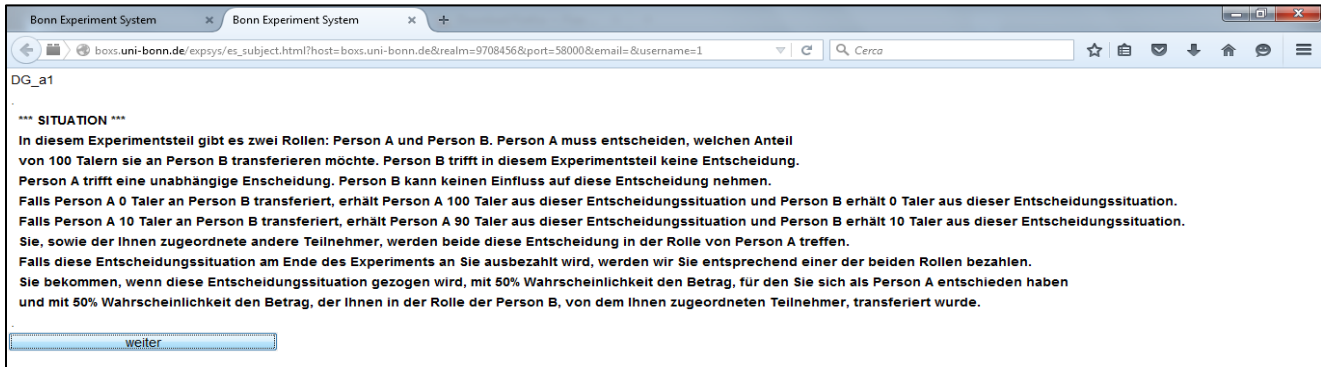 Bonn Experiment System × Bonn Experiment System × +
boxs.uni-bonn.de/expsys/es_subject.html?host=boxs.uni-bonn.de&realm=9708456&port=58000&email=&username=1 Cerca
DG_a1
.
*** SITUATION ***
In diesem Experimentsteil gibt es zwei Rollen: Person A und Person B. Person A muss entscheiden, welchen Anteil
von 100 Talern sie an Person B transferieren möchte. Person B trifft in diesem Experimentsteil keine Entscheidung.
Person A trifft eine unabhängige Enscheidung. Person B kann keinen Einfluss auf diese Entscheidung nehmen.
Falls Person A 0 Taler an Person B transferiert, erhält Person A 100 Taler aus dieser Entscheidungssituation und Person B erhält 0 Taler aus dieser Entscheidungssituation.
Falls Person A 10 Taler an Person B transferiert, erhält Person A 90 Taler aus dieser Entscheidungssituation und Person B erhält 10 Taler aus dieser Entscheidungssituation.
Sie, sowie der Ihnen zugeordnete andere Teilnehmer, werden beide diese Entscheidung in der Rolle von Person A treffen.
Falls diese Entscheidungssituation am Ende des Experiments an Sie ausbezahlt wird, werden wir Sie entsprechend einer der beiden Rollen bezahlen.
Sie bekommen, wenn diese Entscheidungssituation gezogen wird, mit 50% Wahrscheinlichkeit den Betrag, für den Sie sich als Person A entschieden haben
und mit 50% Wahrscheinlichkeit den Betrag, der Ihnen in der Rolle der Person B, von dem Ihnen zugeordneten Teilnehmer, transferiert wurde.
.
weiter